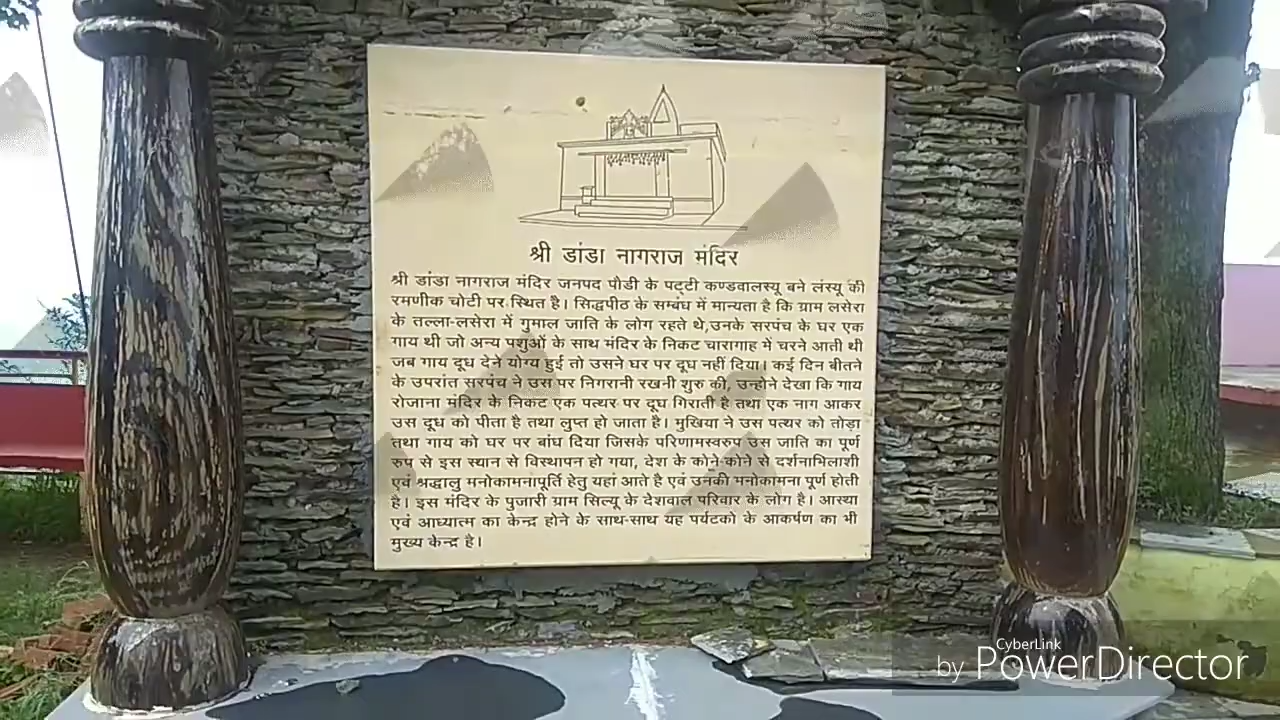 श्री डांडा नागराज मंदिर
श्री डांडा नागराज मंदिर जनपद पौडी के पट्टी कण्डवालस्यू बने लंस्यू की
रमणीक चोटी पर स्थित है। सिद्धपीठ के सम्बंध में मान्यता है कि ग्राम लसेरा
के तल्ला-लसेरा में गुमाल जाति के लोग रहते थे,उनके सरपंच के घर एक
गाय थी जो अन्य पशुओं के साथ मंदिर के निकट चारागाह में चरने आती थी
जब गाय दूध देने योग्य हुई तो उसने घर पर दूध नहीं दिया। कई दिन बीतने
के उपरांत सरपंच ने उस पर निगरानी रखनी शुरु की, उन्होने देखा कि गाय
रोजाना मंदिर के निकट एक पत्थर पर दूध गिराती है तथा एक नाग आकर
उस दूध को पीता है तथा लुप्त हो जाता है। मुखिया ने उस पत्थर को तोड़ा
तथा गाय को घर पर बांध दिया जिसके परिणामस्वरुप उस जाति का पूर्ण
रुप से इस स्थान से विस्थापन हो गया, देश के कोने-कोने से दर्शनाभिलाशी
एवं श्रद्धालु मनोकामनापूर्ति हेतु यहां आते है एवं उनकी मनोकामना पूर्ण होती
है। इस मंदिर के पुजारी ग्राम सिल्यू के देशवाल परिवार के लोग है। आस्था
एवं आध्यात्म का केन्द्र होने के साथ-साथ यह पर्यटको के आकर्षण का भी
मुख्य केन्द्र है।
CyberLink
by PowerDirector